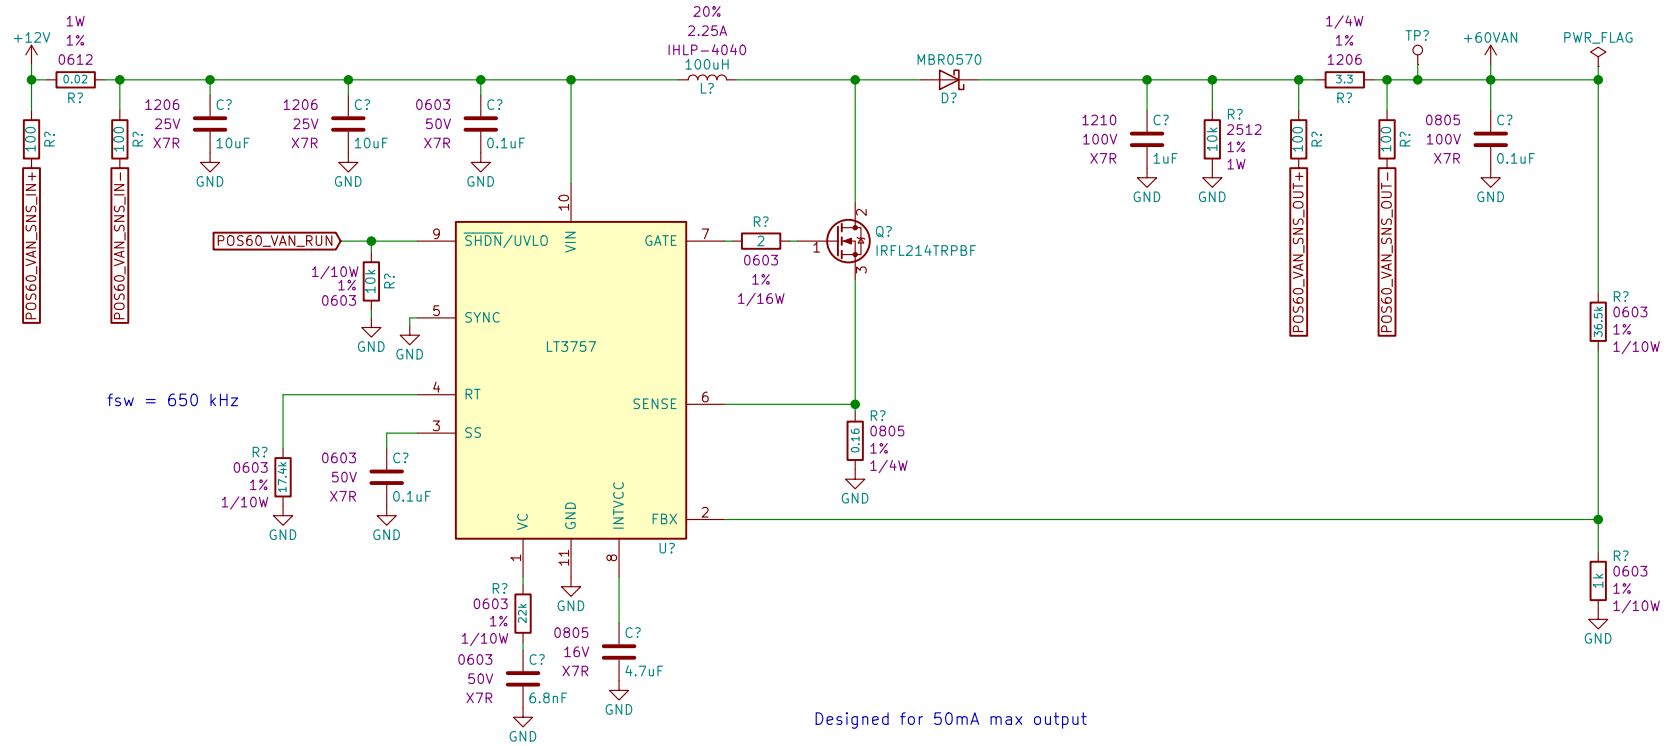 +12V
1W
1%
0612
0.02
R?
100
R?
POS60_VAN_SNS_IN+
100
R?
POS60_VAN_SNS_IN-
1206
25V
X7R
C?
10uF
GND
1206
25V
X7R
C?
10uF
GND
0603
50V
X7R
C?
0.1uF
GND
20%
2.25A
IHLP-4040
100uH
L?
MBR0570
D?
1210
100V
X7R
C?
1uF
GND
10k
R?
2512
1%
1W
GND
100
R?
POS60_VAN_SNS_OUT+
1/4W
1%
1206
3.3
R?
100
R?
POS60_VAN_SNS_OUT-
TP?
+60VAN
0805
100V
X7R
C?
0.1uF
GND
PWR_FLAG
POS60_VAN_RUN
1/10W
1%
0603
10k
R?
GND
GND
9
SHDN/UVLO
10
VIN
GATE
7
5
SYNC
LT3757
4
RT
3
SS
SENSE
6
VC
1
GND
11
INTVCC
8
FBX
2
U?
R?
2
0603
1%
1/16W
1
2
3
Q?
IRFL214TRPBF
0.16
R?
0805
1%
1/4W
GND
36.5k
R?
0603
1%
1/10W
1k
R?
0603
1%
1/10W
GND
fsw = 650 kHz
R?
0603
1%
1/10W
17.4k
GND
0603
50V
X7R
C?
0.1uF
GND
GND
R?
0603
1%
1/10W
22k
0603
50V
X7R
C?
6.8nF
GND
0805
16V
X7R
C?
4.7uF
GND
Designed for 50mA max output